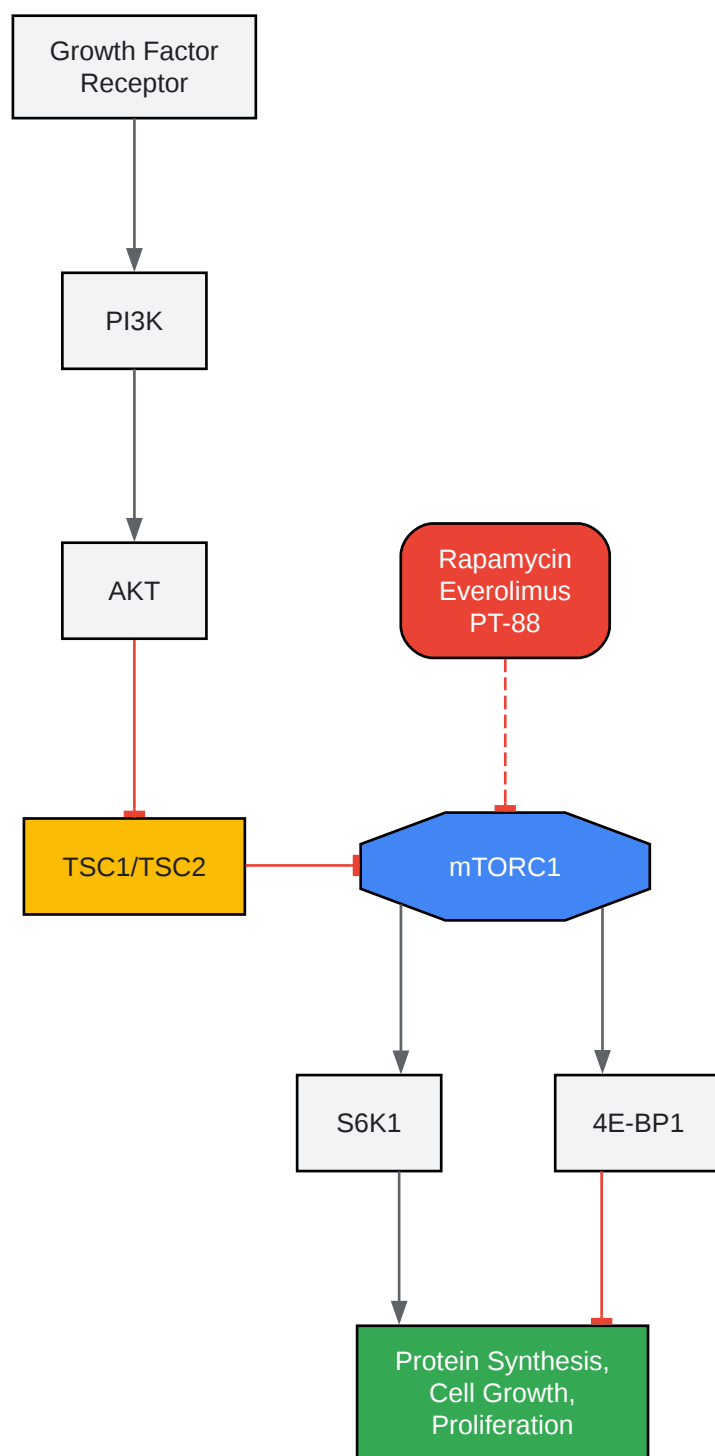 Growth Factor
Receptor
PI3K
AKT
Rapamycin
Everolimus
PT-88
TSC1/TSC2
mTORC1
S6K1
4E-BP1
Protein Synthesis,
Cell Growth,
Proliferation